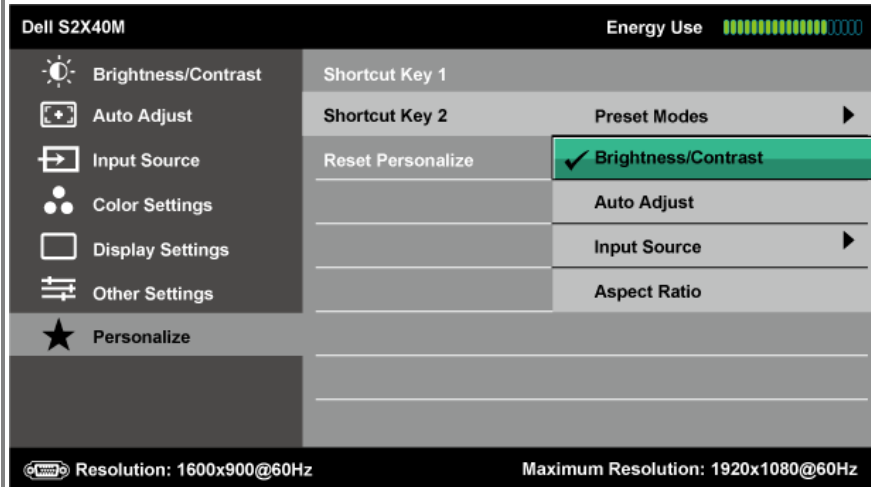 Dell S2X40M Energy Use
Brightness/Contrast Shortcut Key 1
Auto Adjust Shortcut Key 2 Preset Modes
Input Source Reset Personalize Brightness/Contrast
Color Settings Auto Adjust
Display Settings Input Source
Other Settings Aspect Ratio
Personalize
Resolution: 1600x900@60Hz Maximum Resolution: 1920x1080@60Hz